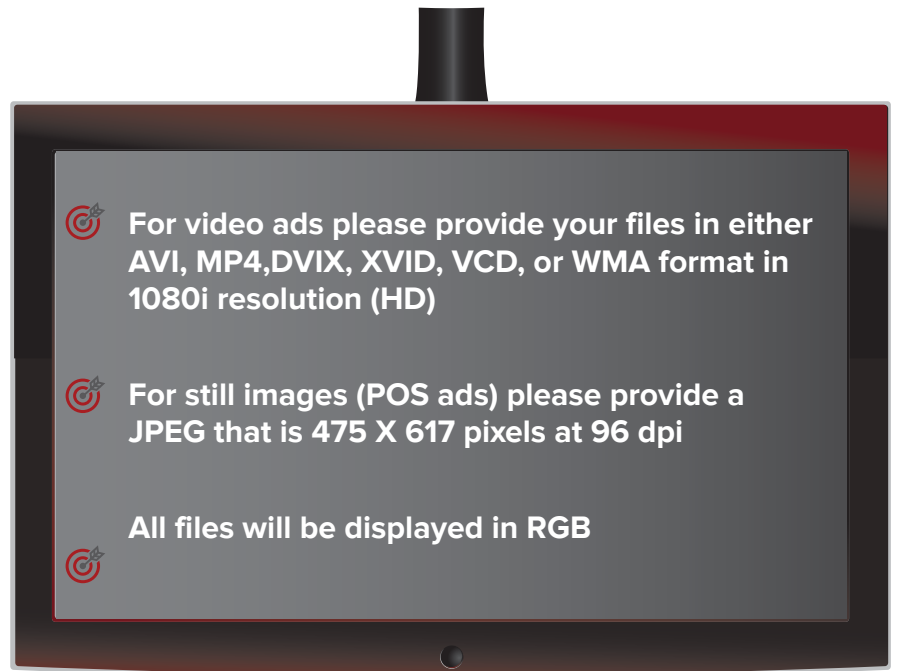 For video ads please provide your files in either
AVI, MP4,DVIX, XVID, VCD, or WMA format in
1080i resolution (HD)
For still images (POS ads) please provide a
JPEG that is 475 X 617 pixels at 96 dpi
All files will be displayed in RGB